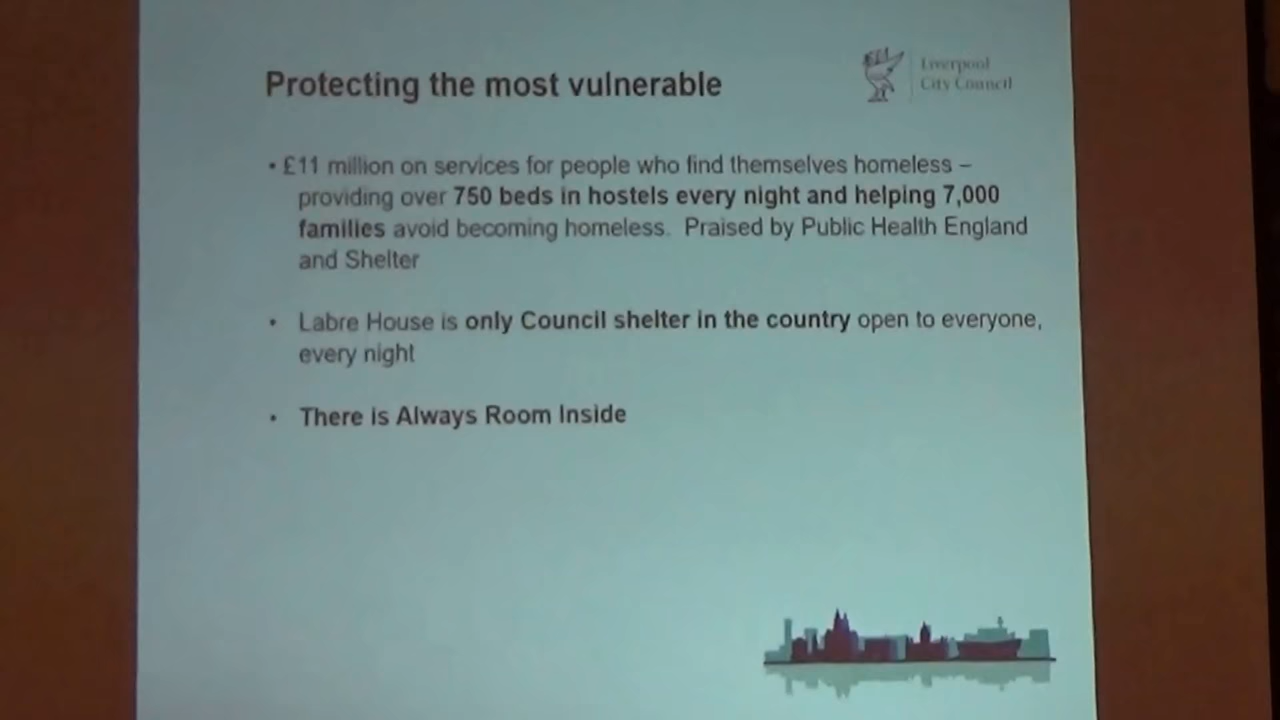 Protecting the most vulnerable
Liverpool
City Council
• £11 million on services for people who find themselves homeless –
providing over 750 beds in hostels every night and helping 7,000
families avoid becoming homeless.  Praised by Public Health England
and Shelter
• Labre House is only Council shelter in the country open to everyone,
every night
• There is Always Room Inside